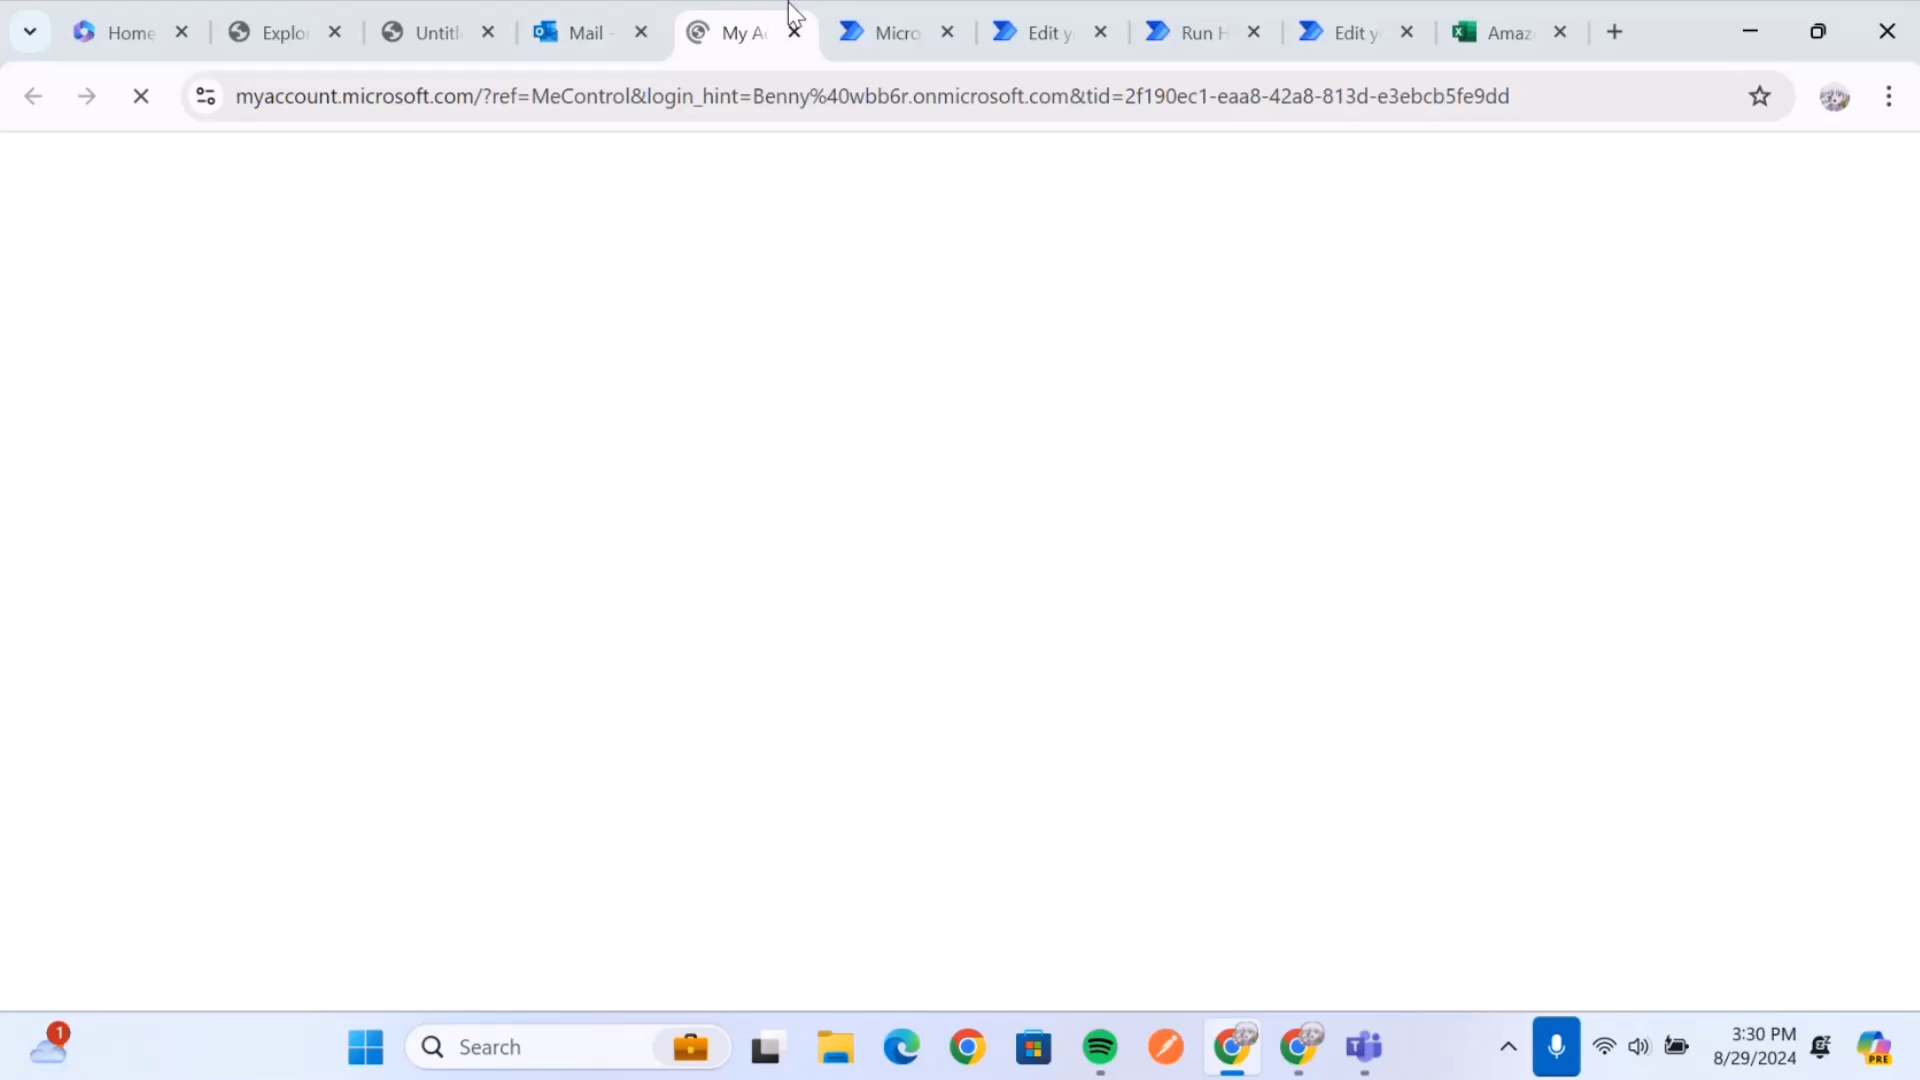 Home
Explo
Untitl
Mail -
My A
Micro
Edit y
Run H
Edit y
Amaz
myaccount.microsoft.com/?ref=MeControl&login_hint=Benny%40wbb6r.onmicrosoft.com&tid=2f190ec1-eaa8-42a8-813d-e3ebcb5fe9dd
1
Search
3:30 PM
8/29/2024
PRE